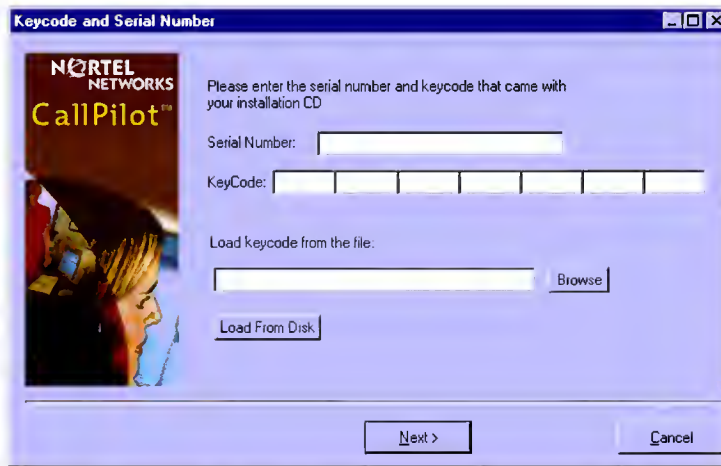 Keycode and Serial Number
NORTEL
NETWORKS
CallPilot™
Please enter the serial number and keycode that came with
your installation CD
Serial Number:
KeyCode:
Load keycode from the file:
Browse
Load From Disk
Next >
Cancel